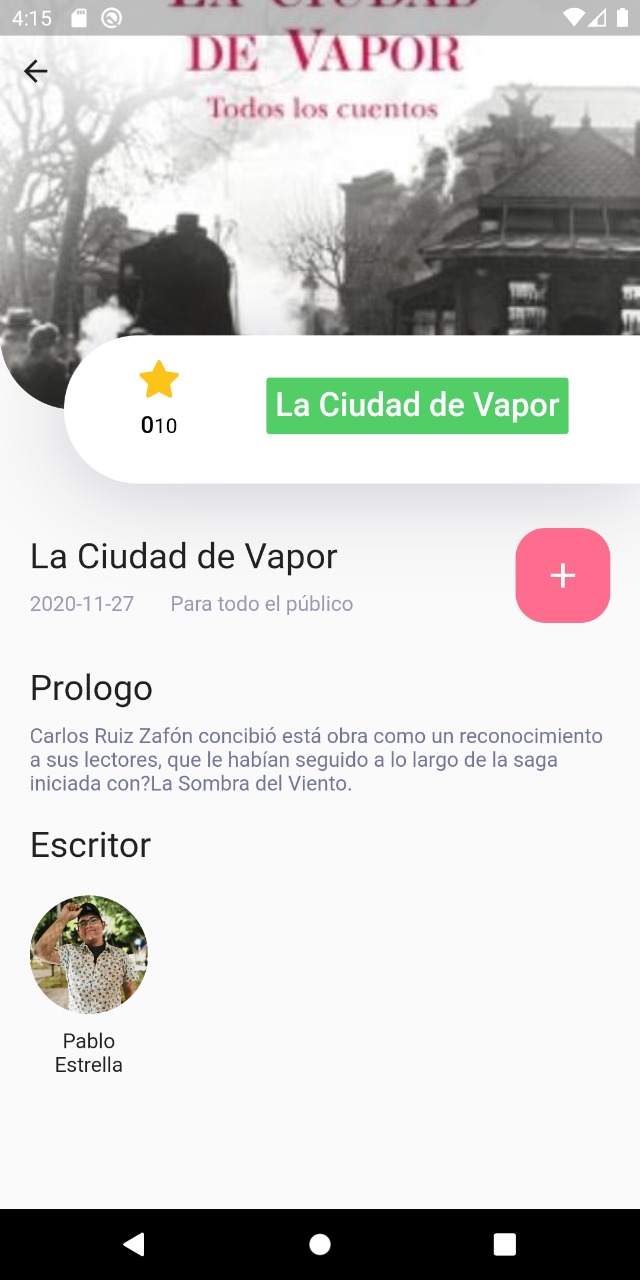 4:15
LA CIUDAD
DE VAPOR
Todos los cuentos
010
La Ciudad de Vapor
La Ciudad de Vapor
2020-11-27 Para todo el público
Prologo
Carlos Ruiz Zafón concibió está obra como un reconocimiento
a sus lectores, que le habían seguido a lo largo de la saga
iniciada con?La Sombra del Viento.
Escritor
Pablo
Estrella